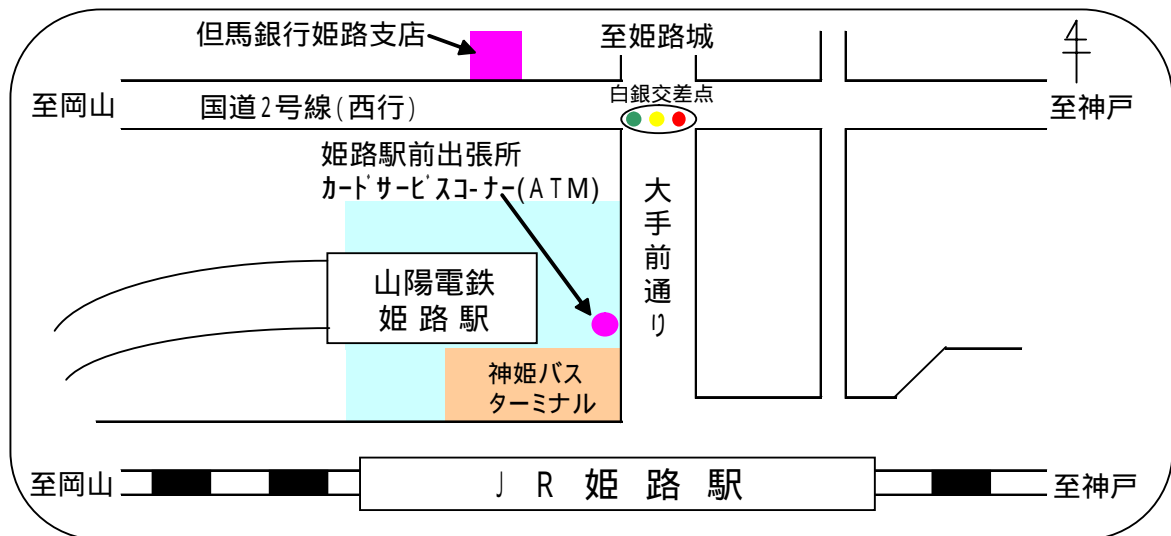 但馬銀行姫路支店
至姫路城
至岡山
国道2号線(西行)
白銀交差点
至神戸
姫路駅前出張所
ｶｰﾄﾞｻｰﾋﾞｽｺｰﾅｰ(ATM)
大手前通り
山陽電鉄
姫路駅
神姫バス
ターミナル
至岡山
JR姫路駅
至神戸